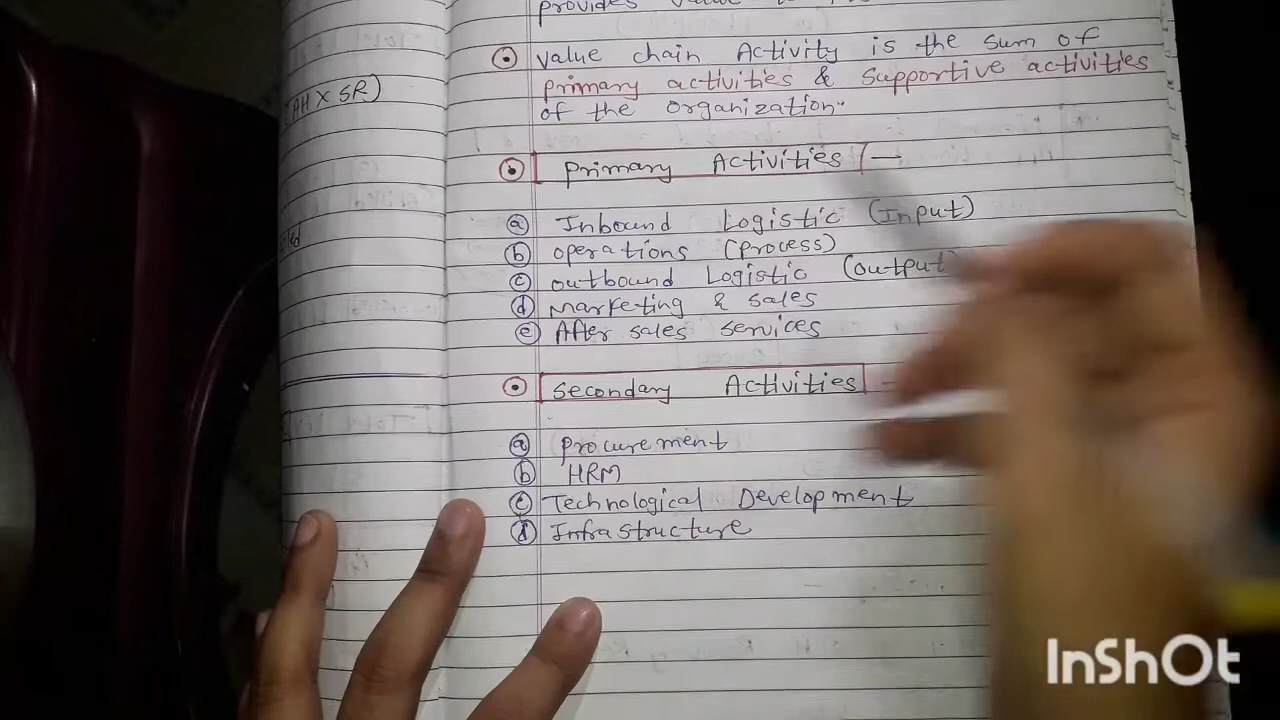 provides value
(AH X SR)
⊙ value chain Activity is the sum of
primary activities & Supportive activities
of the organization..
⊙ Primary Activities —
ⓐ Inbound Logistic (Input)
ⓑ operations (process)
ⓒ outbound Logistic (output)
ⓓ marketing & sales
ⓔ After sales services
⊙ Secondary Activities -
ⓐ procurement
ⓑ HRM
ⓒ Technological Development
ⓓ Infrastructure
InShOt